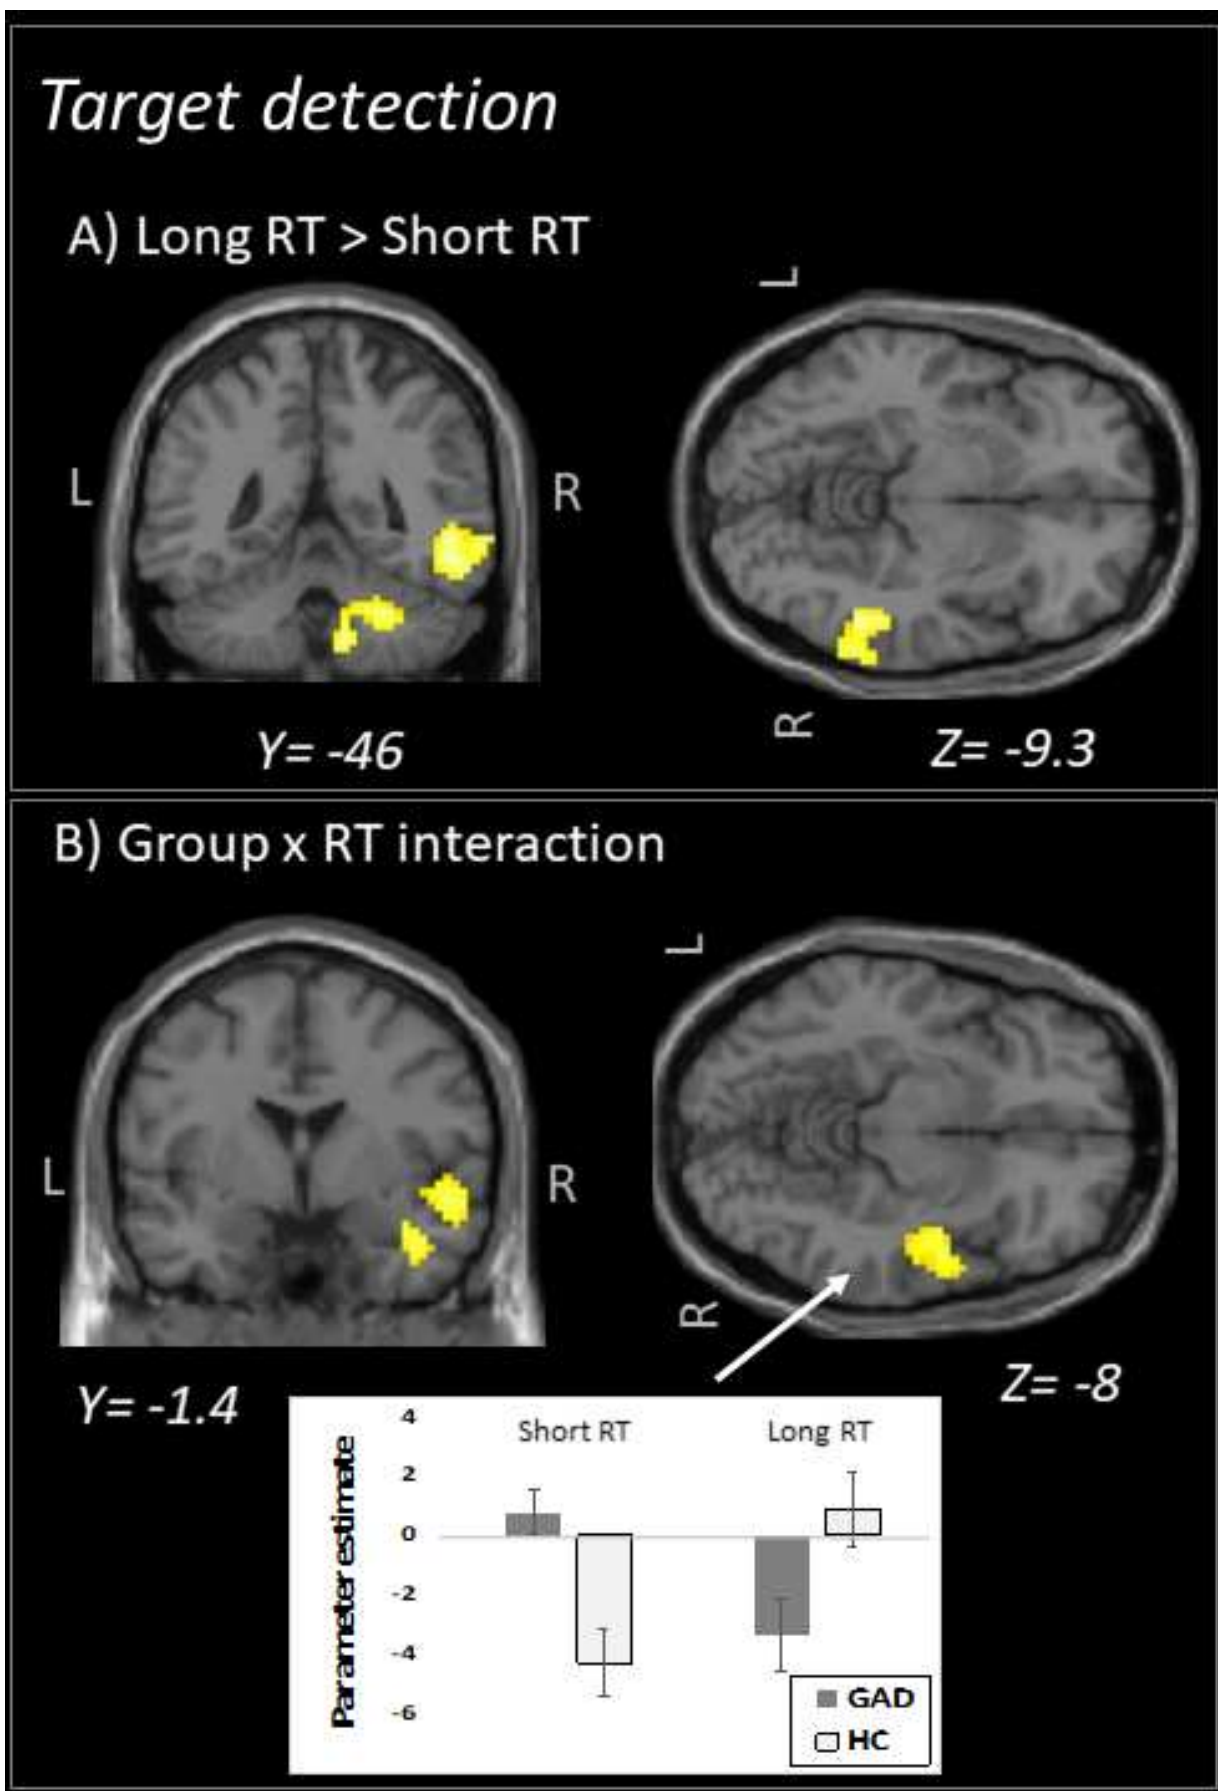 Target detection
A) Long RT > Short RT
L
L
R
R
Y= -46
Z= -9.3
B) Group x RT interaction
L
L
R
R
Y= -1.4
Z= -8
Parameter estimate
4
2
0
-2
-4
-6
Short RT
Long RT
GAD
HC